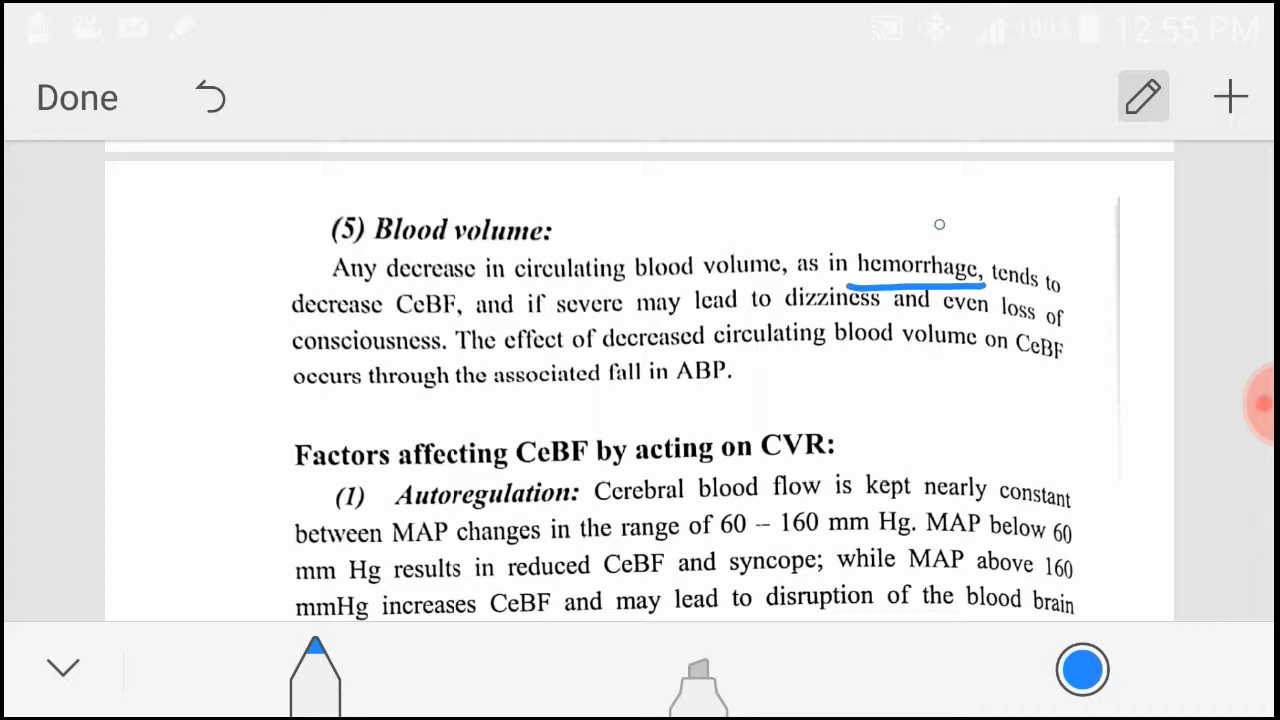 12:55 PM
Done
(5) Blood volume:
Any decrease in circulating blood volume, as in hemorrhage, tends to
decrease CeBF, and if severe may lead to dizziness and even loss of
consciousness. The effect of decreased circulating blood volume on CeBF
occurs through the associated fall in ABP.
Factors affecting CeBF by acting on CVR:
(1) Autoregulation: Cerebral blood flow is kept nearly constant
between MAP changes in the range of 60 – 160 mm Hg. MAP below 60
mm Hg results in reduced CeBF and syncope; while MAP above 160
mmHg increases CeBF and may lead to disruption of the blood brain